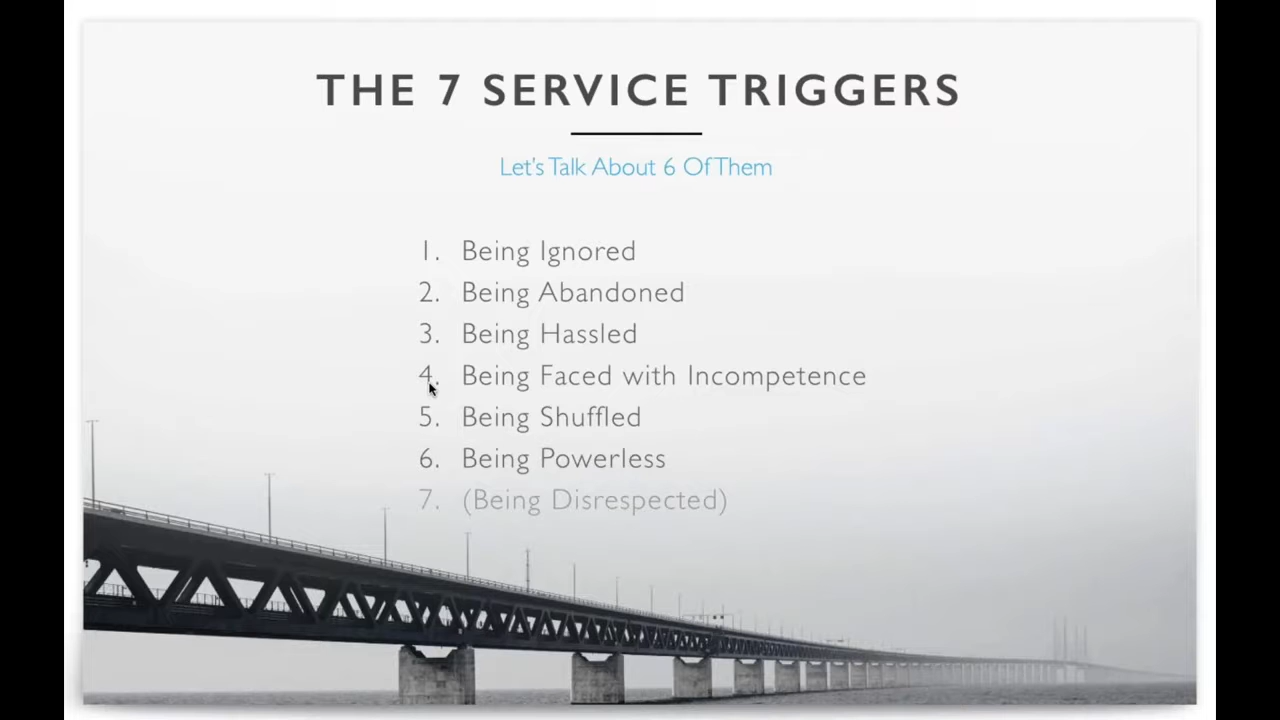 THE 7 SERVICE TRIGGERS
Let's Talk About 6 Of Them
1. Being Ignored
2. Being Abandoned
3. Being Hassled
4. Being Faced with Incompetence
5. Being Shuffled
6. Being Powerless
7. (Being Disrespected)